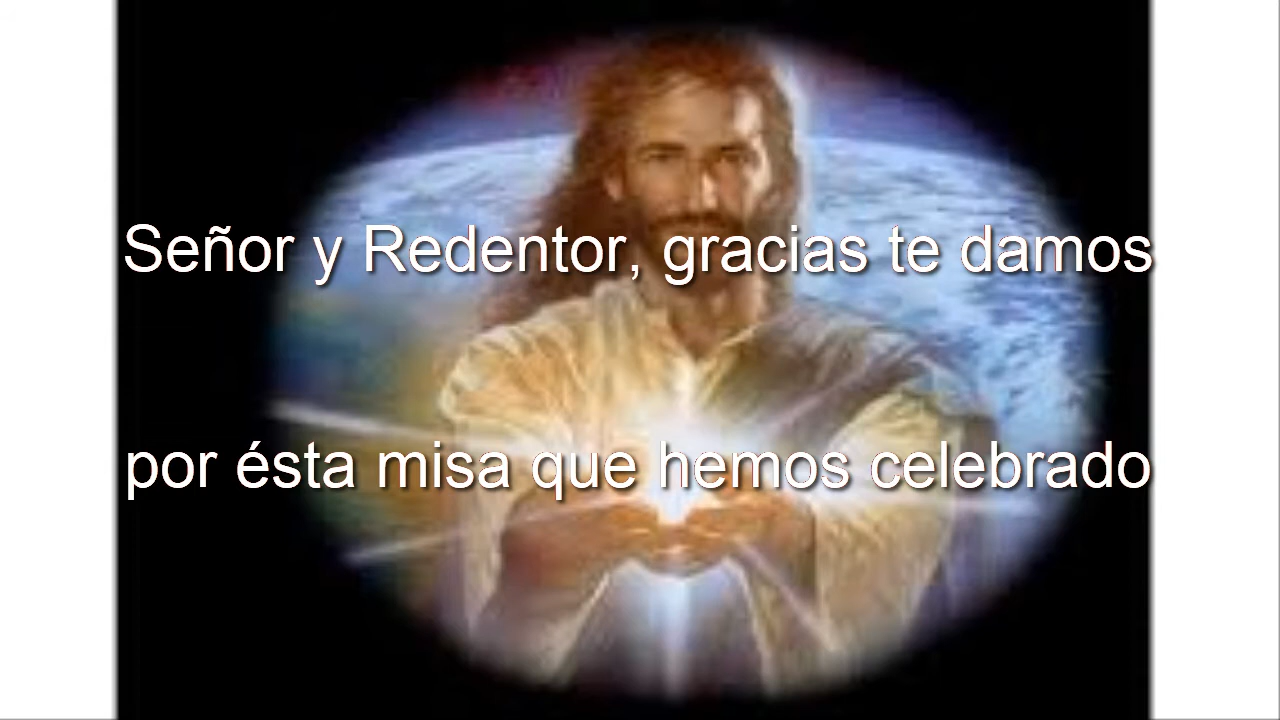 Señor y Redentor, gracias te damos
por ésta misa que hemos celebrado